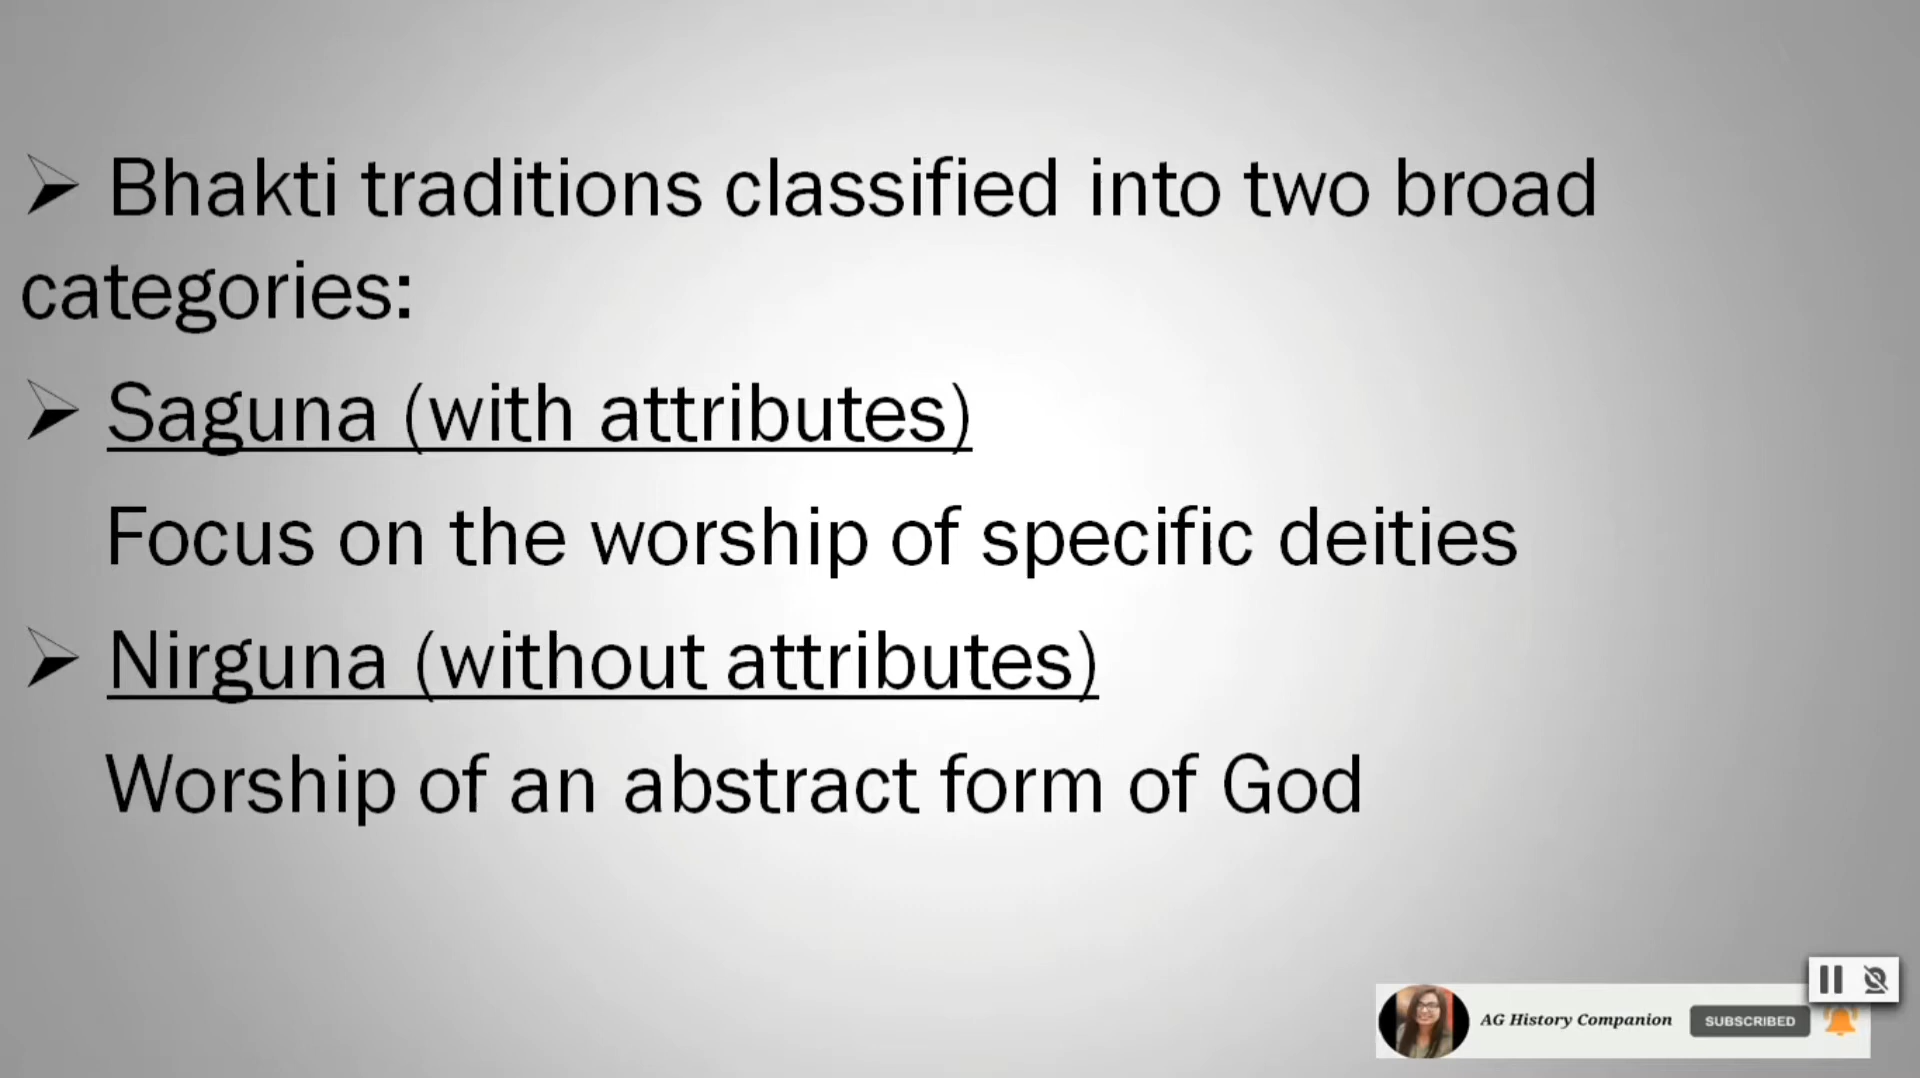 ➢ Bhakti traditions classified into two broad
categories:
➢ Saguna (with attributes)
Focus on the worship of specific deities
➢ Nirguna (without attributes)
Worship of an abstract form of God
AG History Companion
SUBSCRIBED